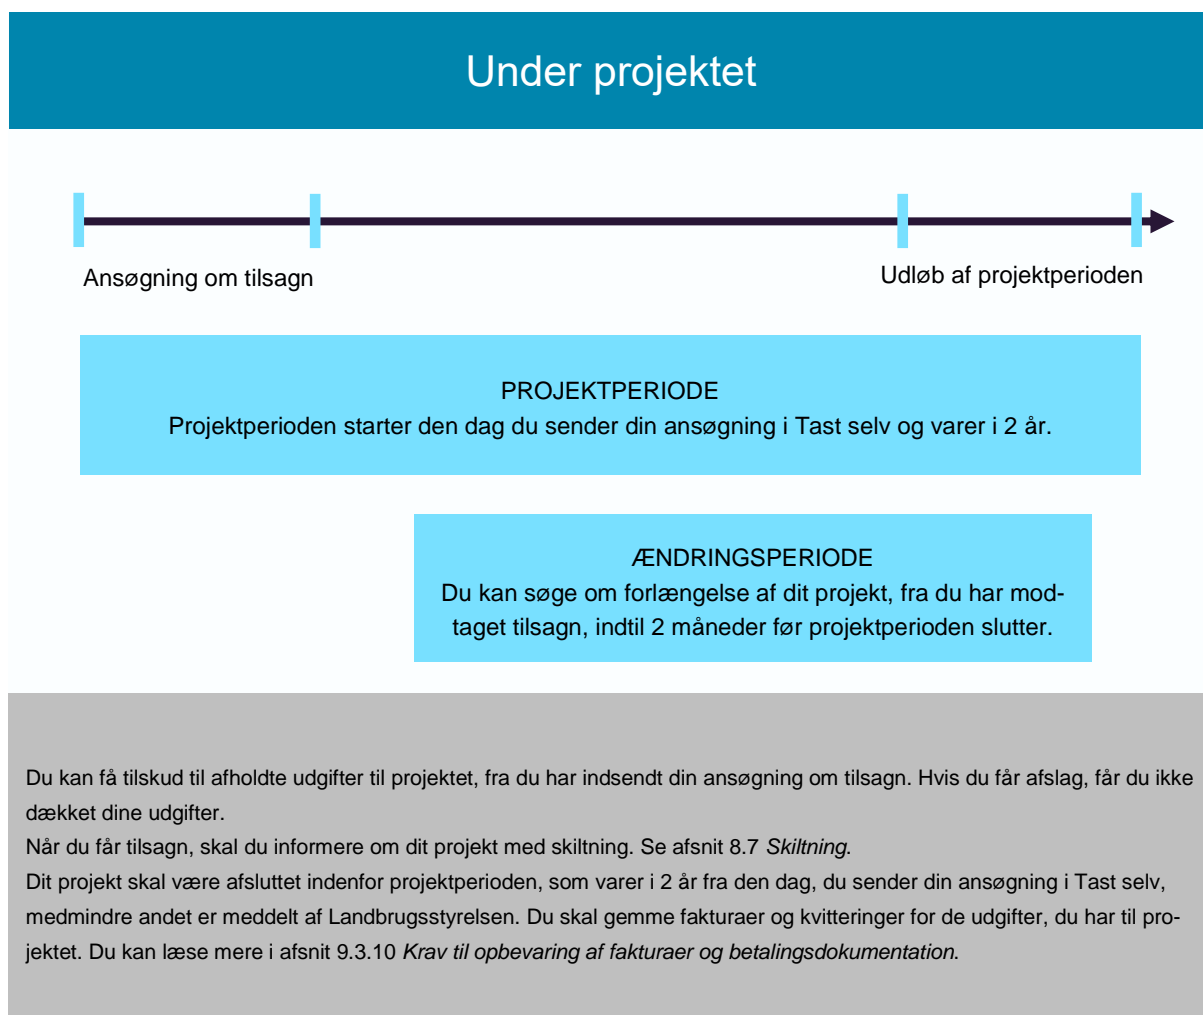 Under projektet
Ansøgning om tilsagn
Udløb af projektperioden
PROJEKTPERIODE
Projektperioden starter den dag du sender din ansøgning i Tast selv og varer i 2 år.
ÆNDRINGSPERIODE
Du kan søge om forlængelse af dit projekt, fra du har mod-
taget tilsagn, indtil 2 måneder før projektperioden slutter.
Du kan få tilskud til afholdte udgifter til projektet, fra du har indsendt din ansøgning om tilsagn. Hvis du får afslag, får du ikke
dækket dine udgifter.
Når du får tilsagn, skal du informere om dit projekt med skiltning. Se afsnit 8.7 Skiltning.
Dit projekt skal være afsluttet indenfor projektperioden, som varer i 2 år fra den dag, du sender din ansøgning i Tast selv,
medmindre andet er meddelt af Landbrugsstyrelsen. Du skal gemme fakturaer og kvitteringer for de udgifter, du har til pro-
jektet. Du kan læse mere i afsnit 9.3.10 Krav til opbevaring af fakturaer og betalingsdokumentation.